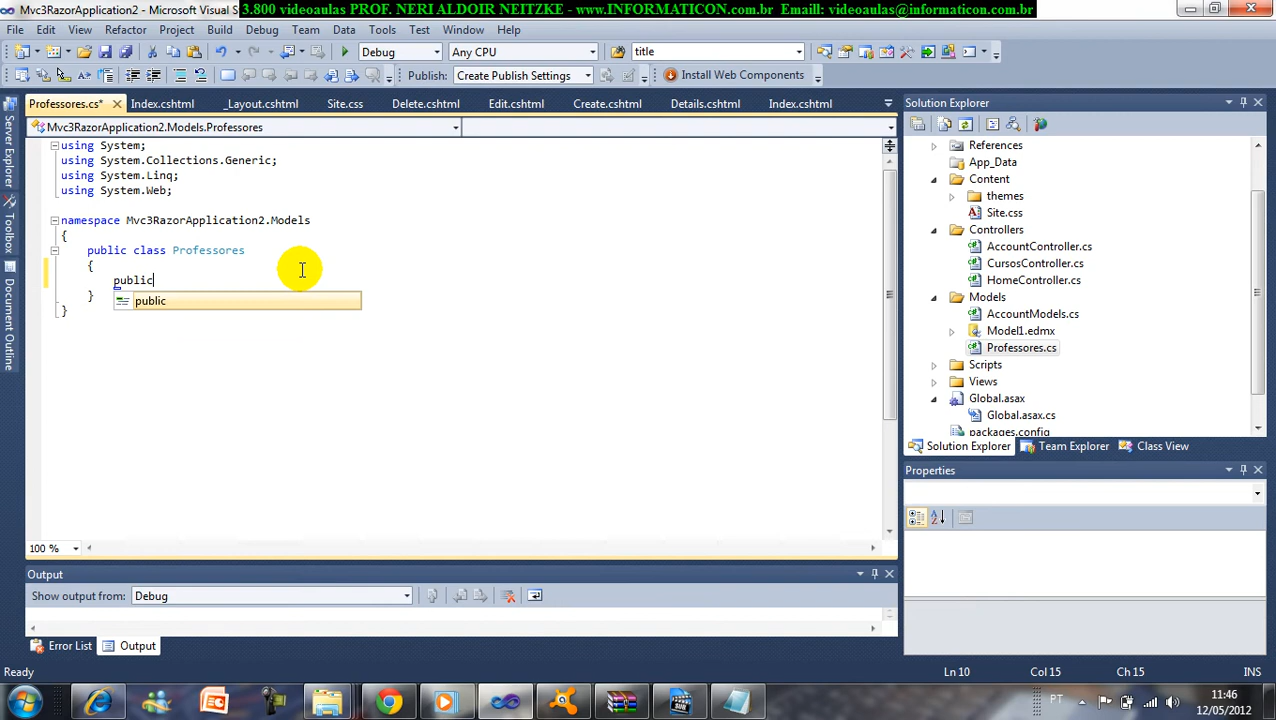 Mvc3RazorApplication2 - Microsoft Visual S
3.800 videoaulas PROF. NERI ALDOIR NEITZKE - www.INFORMATICON.com.br Email: videoaulas@informaticon.com.br
File Edit View Refactor Project Build Debug Team Data Tools Test Window Help
Debug Any CPU title
Publish: Create Publish Settings Install Web Components
Professores.cs* Index.cshtml _Layout.cshtml Site.css Delete.cshtml Edit.cshtml Create.cshtml Details.cshtml Index.cshtml
Mvc3RazorApplication2.Models.Professores
Server Explorer
Toolbox
Document Outline
using System;
using System.Collections.Generic;
using System.Linq;
using System.Web;
namespace Mvc3RazorApplication2.Models
{
public class Professores
{
public
public
}
}
100 %
Solution Explorer
References
App_Data
Content
themes
Site.css
Controllers
AccountController.cs
CursosController.cs
HomeController.cs
Models
AccountModels.cs
Model1.edmx
Professores.cs
Scripts
Views
Global.asax
Global.asax.cs
packages.config
Solution Explorer Team Explorer Class View
Properties
Output
Show output from: Debug
Error List Output
Ready Ln 10 Col 15 Ch 15 INS
PT 11:46
12/05/2012